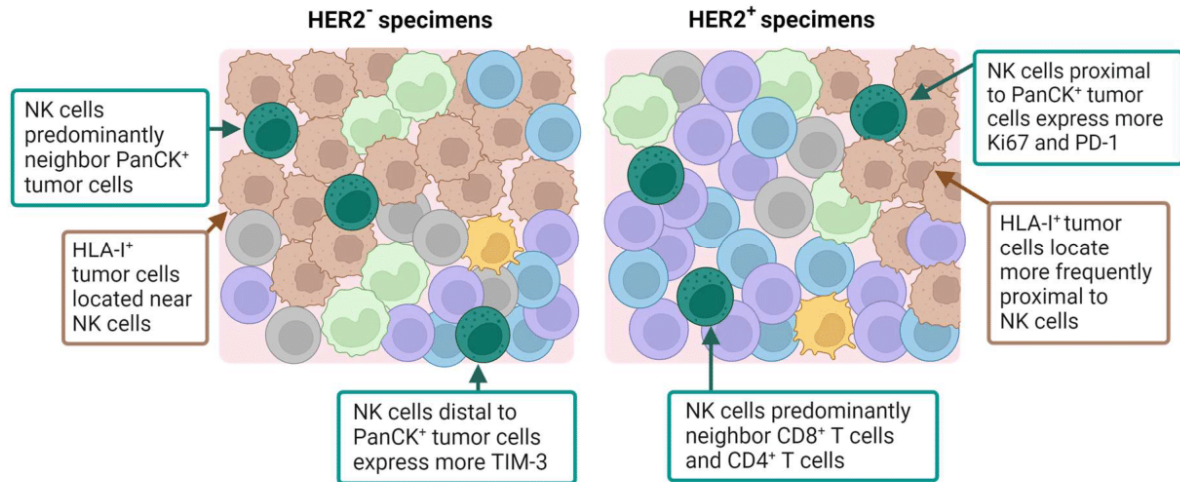 HER2⁻ specimens
HER2⁺ specimens
NK cells
predominantly
neighbor PanCK⁺
tumor cells
HLA-I⁺
tumor cells
located near
NK cells
NK cells distal to
PanCK⁺ tumor cells
express more TIM-3
NK cells proximal
to PanCK⁺ tumor
cells express more
Ki67 and PD-1
HLA-I⁺ tumor
cells locate
more frequently
proximal to
NK cells
NK cells predominantly
neighbor CD8⁺ T cells
and CD4⁺ T cells